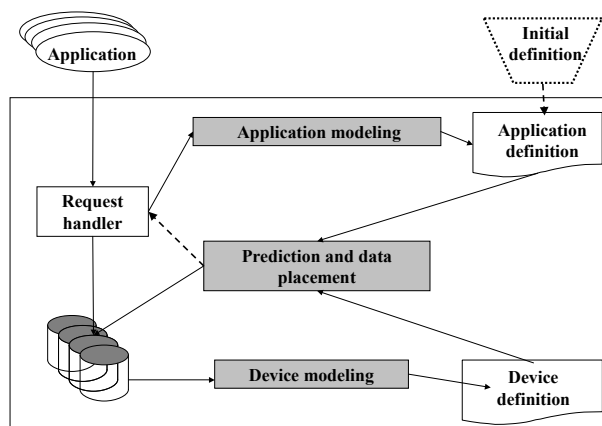 Application
Initial
definition
Application modeling
Application
definition
Request
handler
Prediction and data
placement
Device modeling
Device
definition